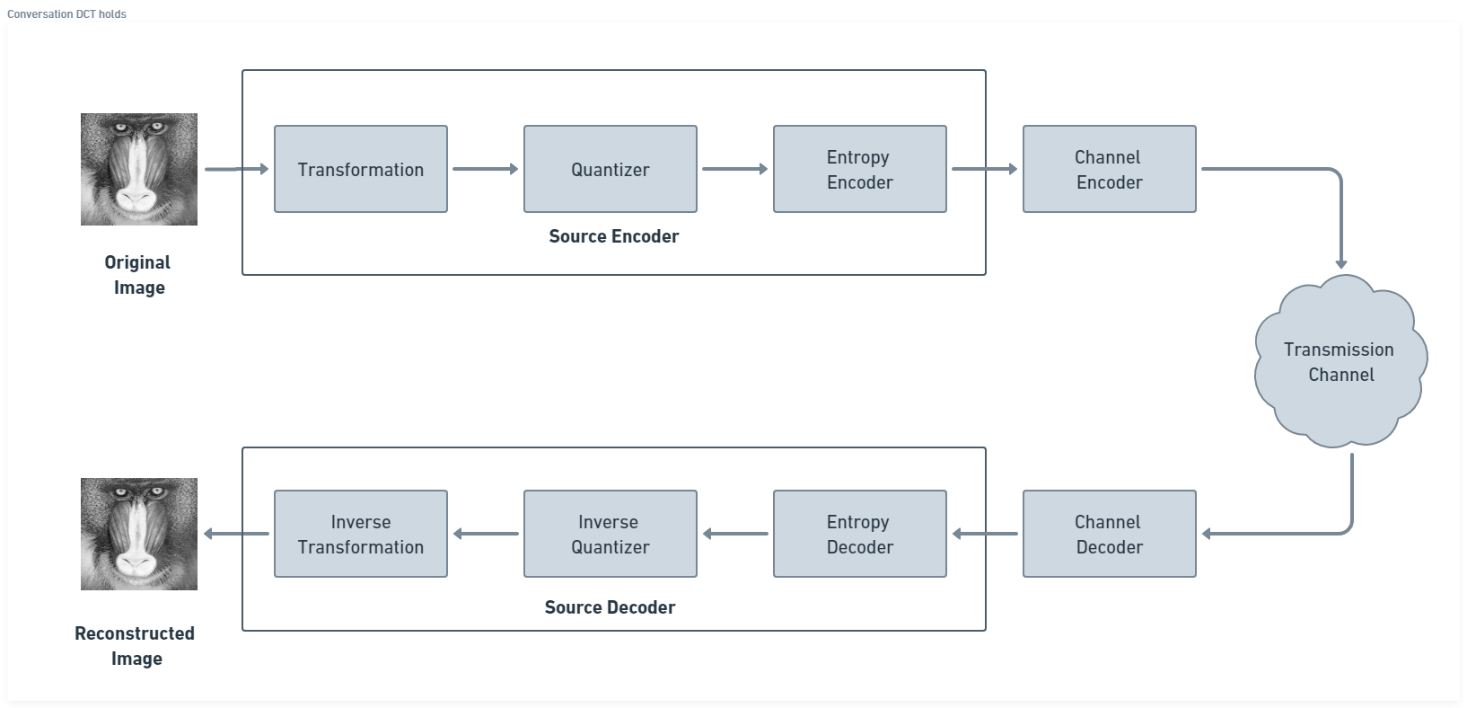 Conversation DCT holds
Transformation
Quantizer
Entropy
Encoder
Channel
Encoder
Source Encoder
Original
Image
Transmission
Channel
Inverse
Transformation
Inverse
Quantizer
Entropy
Decoder
Channel
Decoder
Source Decoder
Reconstructed
Image